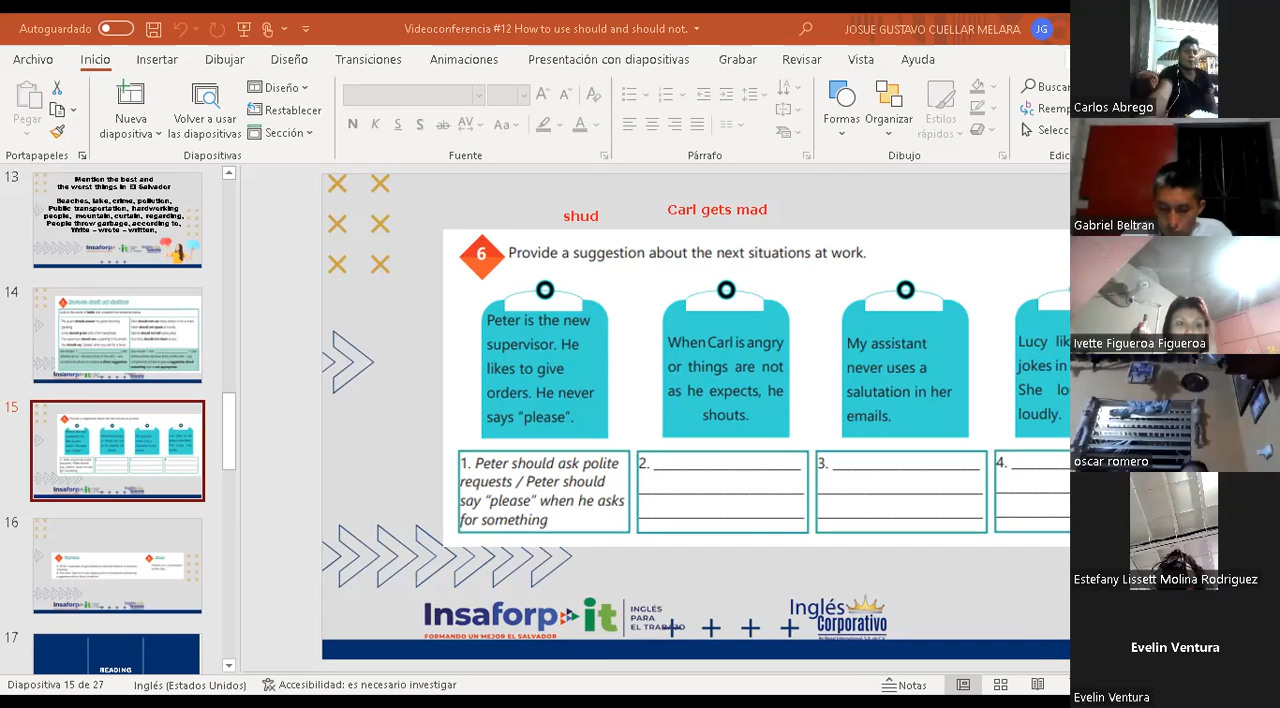 Autoguardado
Videoconferencia #12 How to use should and should not.
JOSUE GUSTAVO CUELLAR MELARA
JG
Archivo Inicio Insertar Dibujar Diseño Transiciones Animaciones Presentación con diapositivas Grabar Revisar Vista Ayuda
Pegar
Nueva
diapositiva
Volver a usar
las diapositivas
Diseño
Restablecer
Sección
N K S S ab AV Aa A A A
Formas
Organizar
Estilos
rápidos
Buscar
Reemp
Selecc
Portapapeles Diapositivas Fuente Párrafo Dibujo Edic
13
Mention the best and
the worst things in El Salvador
Beaches, lake, crime, pollution,
Public transportation, hardworking
people, mountain, curtain, regarding,
People throw garbage, according to,
Write – wrote – written,
Insaforp it
14
15
16
17
READING
shud
Carl gets mad
6 Provide a suggestion about the next situations at work.
Peter is the new
supervisor. He
likes to give
orders. He never
says “please”.
When Carl is angry
or things are not
as he expects, he
shouts.
My assistant
never uses a
salutation in her
emails.
Lucy lik
jokes in
She lo
loudly.
1. Peter should ask polite
requests / Peter should
say “please” when he asks
for something
2.
3.
4.
Insaforp it
FORMANDO UN MEJOR EL SALVADOR
INGLÉS
PARA
EL TRABAJO
Inglés
Corporativo
Diapositiva 15 de 27
Inglés (Estados Unidos)
Accesibilidad: es necesario investigar
Notas
Carlos Abrego
Gabriel Beltran
Ivette Figueroa Figueroa
oscar romero
Estefany Lissett Molina Rodriguez
Evelin Ventura
Evelin Ventura